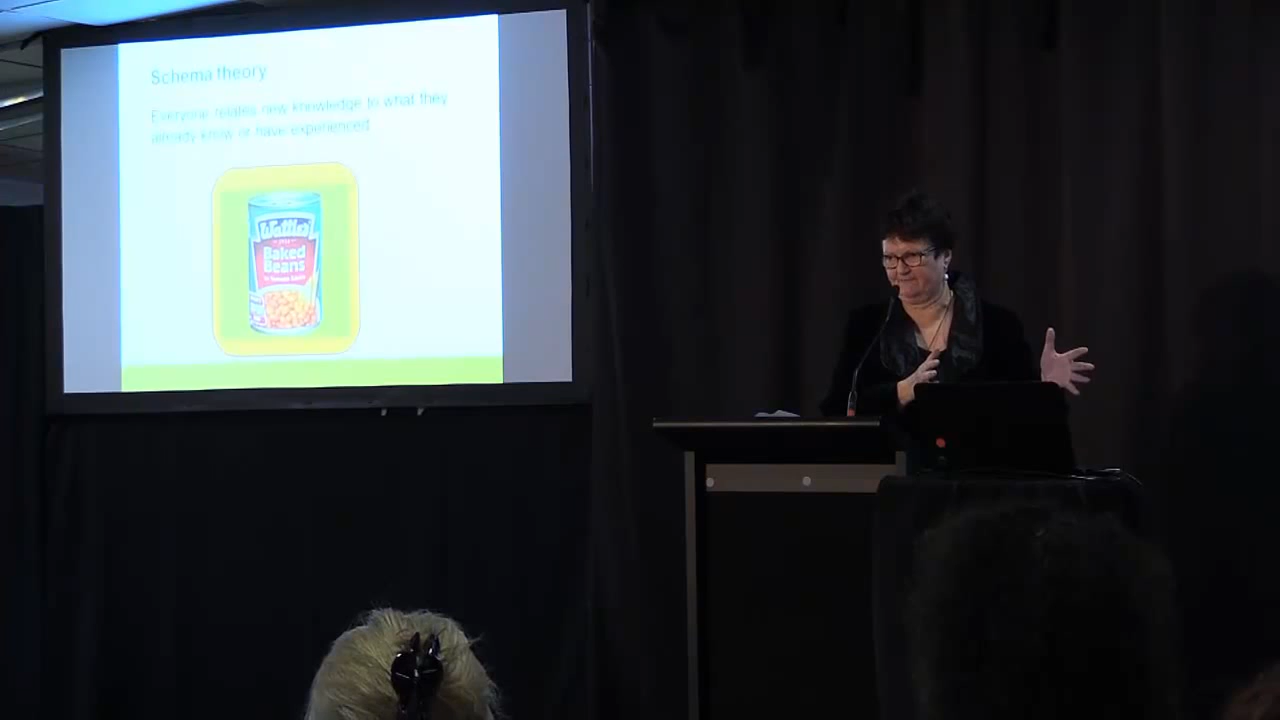 Schema theory
Everyone relates new knowledge to what they
already know or have experienced
Wattie's
Baked
Beans